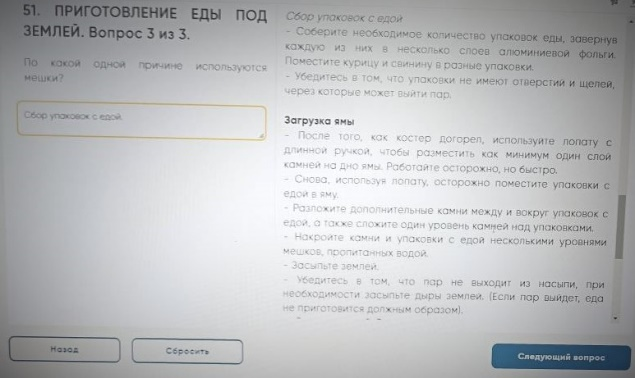 51. ПРИГОТОВЛЕНИЕ ЕДЫ ПОД
ЗЕМЛЕЙ. Вопрос 3 из 3.
По какой одной причине используются
мешки?
Сбор упаковок с едой.
Сбор упаковок с едой
- Соберите необходимое количество упаковок еды, завернув
каждую из них в несколько слоев алюминиевой фольги.
Поместите курицу и свинину в разные упаковки.
- Убедитесь в том, что упаковки не имеют отверстий и щелей,
через которые может выйти пар.
Загрузка ямы
- После того, как костер догорел, используйте лопату с
длинной ручкой, чтобы разместить как минимум один слой
камней на дно ямы. Работайте осторожно, но быстро.
- Снова, используя лопату, осторожно поместите упаковки с
едой в яму.
- Разложите дополнительные камни между и вокруг упаковок с
едой, а также сложите один уровень камней над упаковками.
- Накройте камни и упаковки с едой несколькими уровнями
мешков, пропитанных водой.
- Засыпьте землей.
- Убедитесь в том, что пар не выходит из насыпи, при
необходимости засыпьте дыры землей. (Если пар выйдет, еда
не приготовится должным образом).
Назад
Сбросить
Следующий вопрос